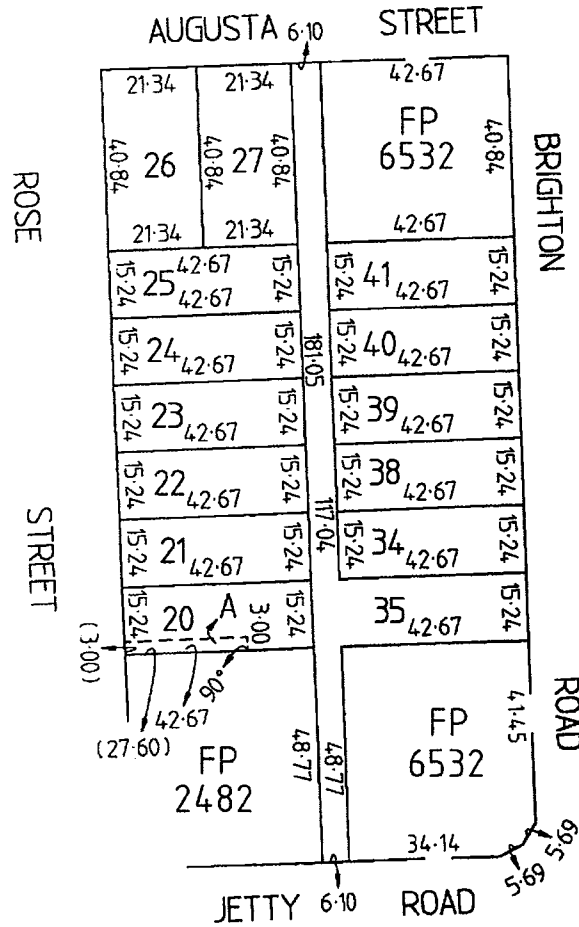 AUGUSTA 6·10 STREET
21·34 21·34 42·67
40·84 26 40·84 27 40·84 FP 6532 40·84
21·34 21·34 42·67
ROSE
BRIGHTON
15·24 25 42·67 42·67 15·24 15·24 41 42·67 15·24
15·24 24 42·67 15·24 181·05 15·24 40 42·67 15·24
15·24 23 42·67 15·24 15·24 39 42·67 15·24
15·24 22 42·67 15·24 117·04 15·24 38 42·67 15·24
15·24 21 42·67 15·24 15·24 34 42·67 15·24
STREET
15·24 20 A 3·00 15·24 35 42·67 15·24
(3·00)
90°
42·67
(27·60)
FP
2482
48·77 48·77
FP
6532
41·45
ROAD
34·14
5·69 5·69
JETTY 6·10 ROAD